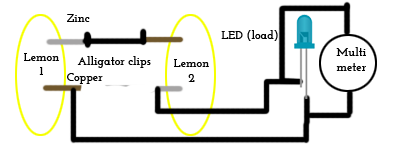 Zinc
LED (load)
Lemon
1
Alligator clips
Copper
Lemon
2
Multi
meter